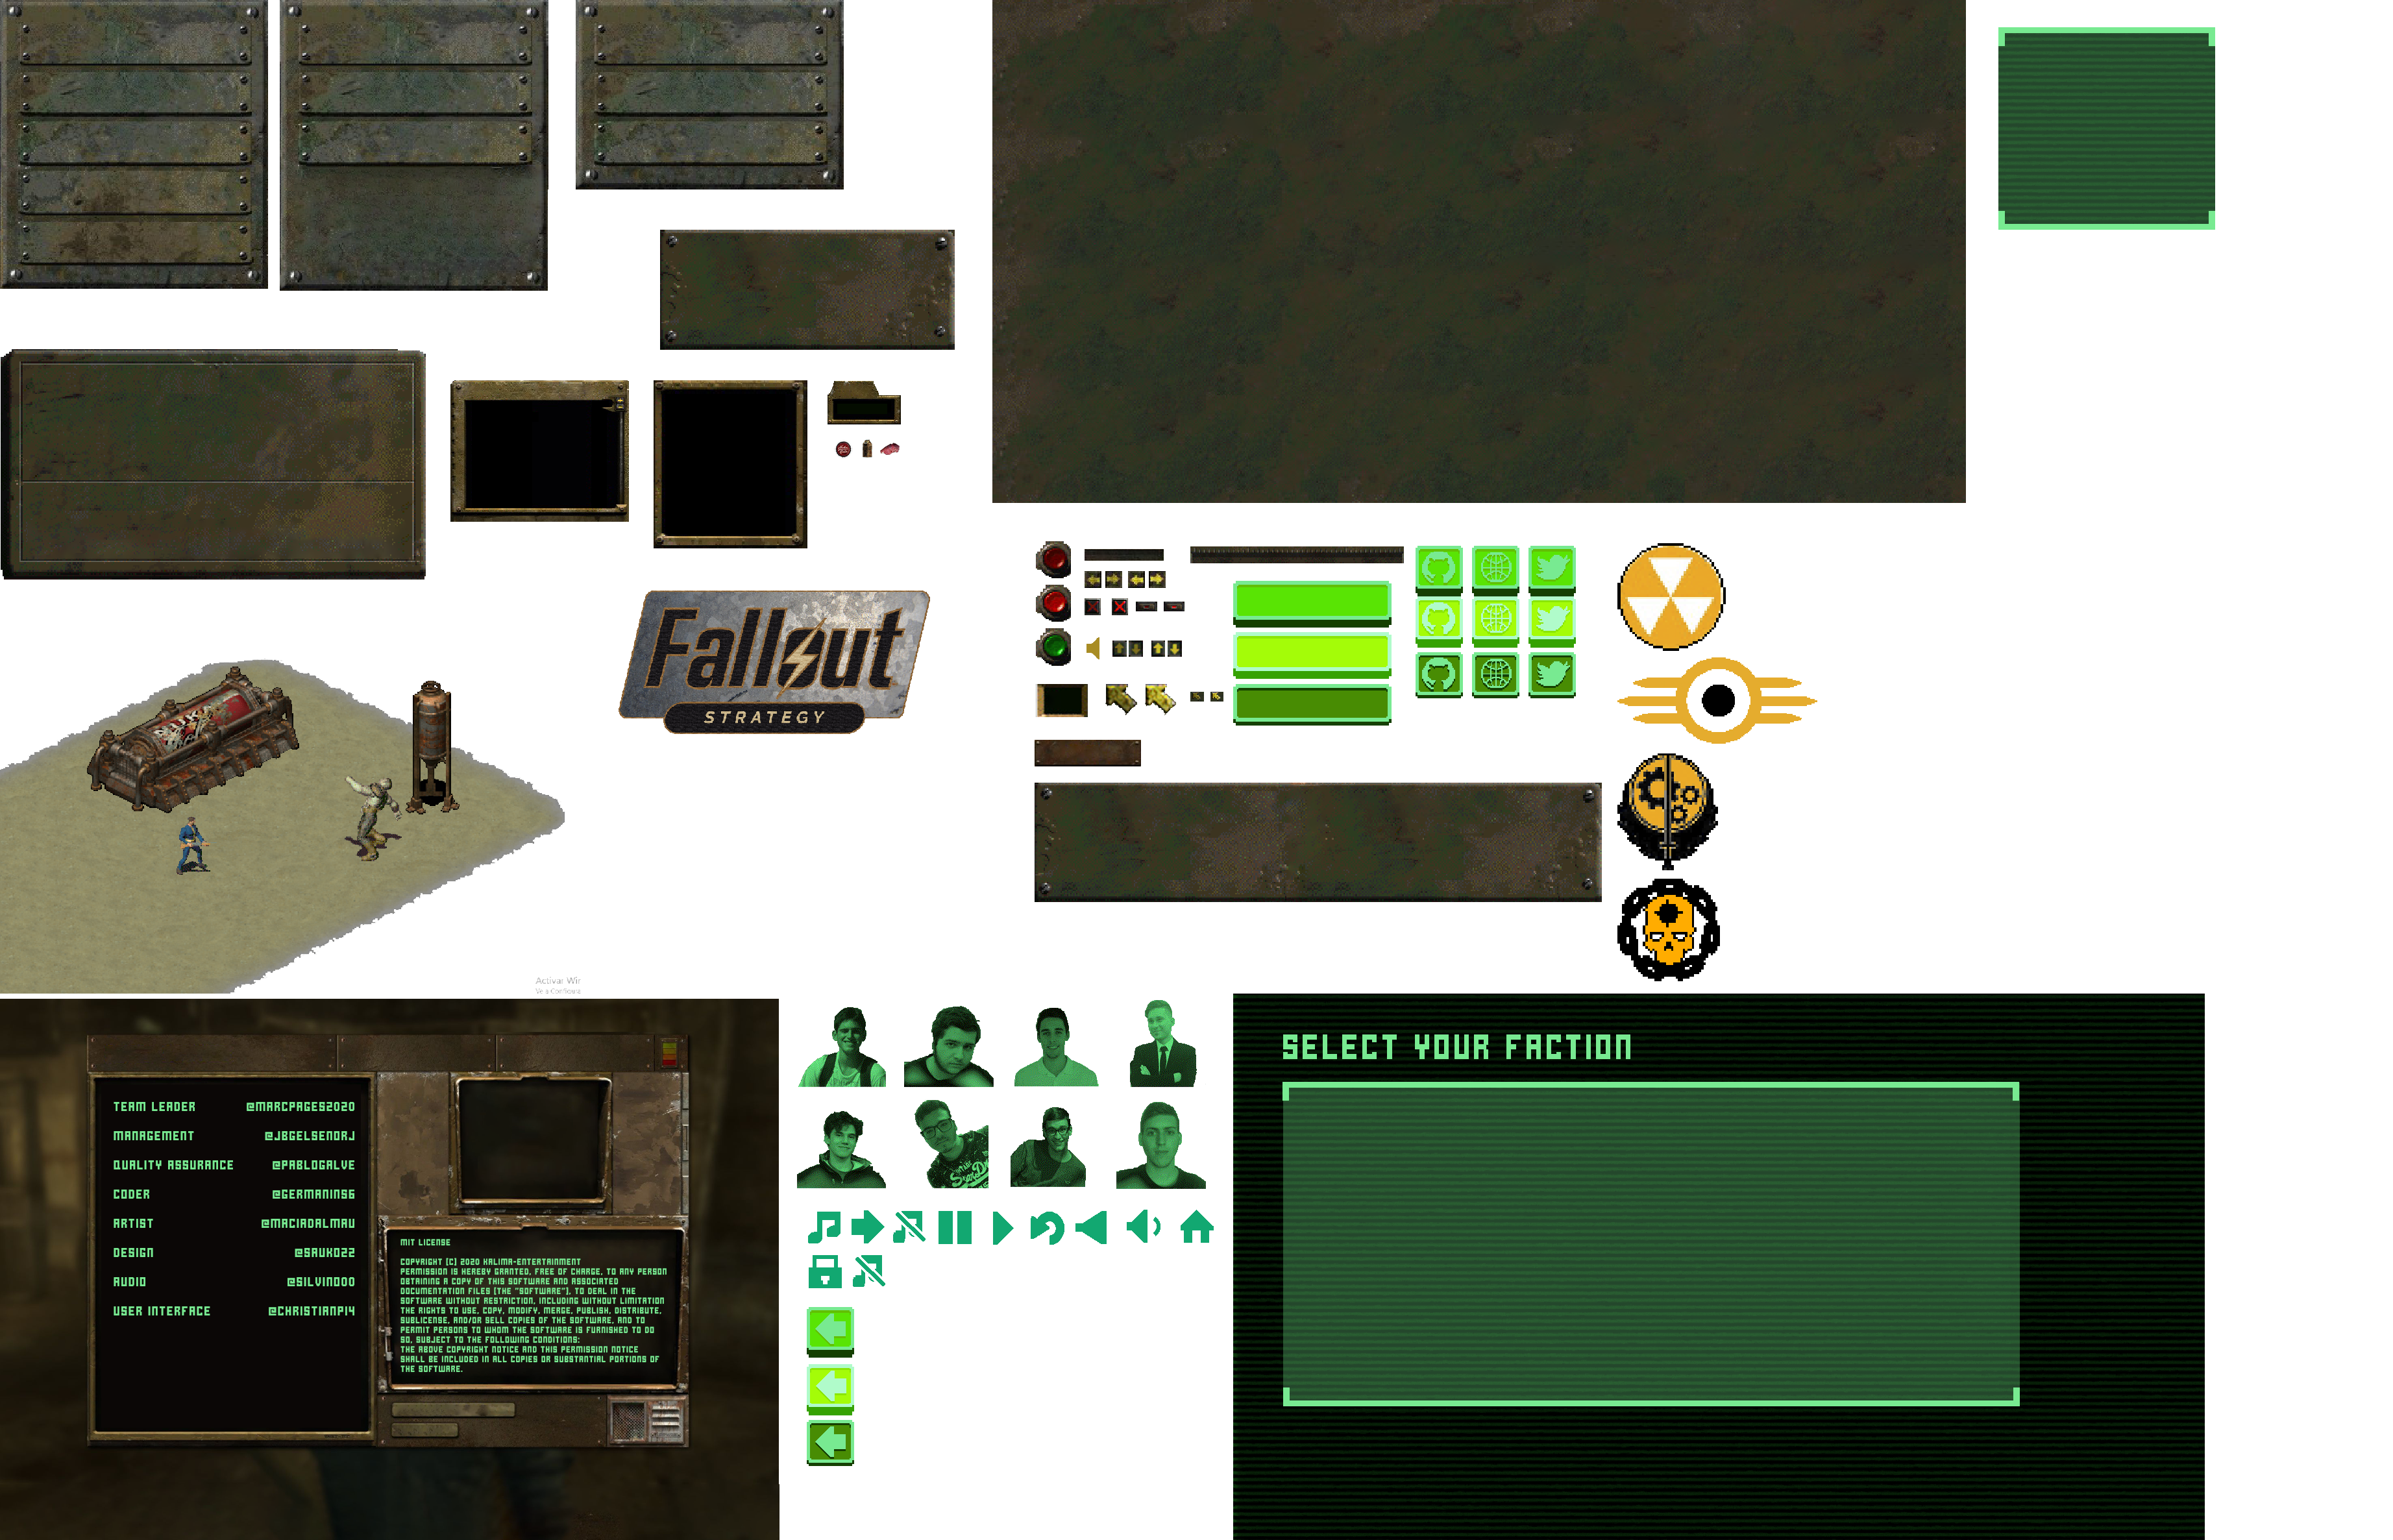 Fallout
STRATEGY
Activar Wir
SELECT YOUR FACTION
TEAM LEADER @MARCPAGES2020
MANAGEMENT @JBGELSENORJ
QUALITY ASSURANCE @PABLOGALVE
CODER @GERMANINS6
ARTIST @MACIADALMAU
DESIGN @SAUKO22
AUDIO @SILVINO00
USER INTERFACE @CHRISTIANPI4
MIT LICENSE
COPYRIGHT [C] 2020 KALIMA-ENTERTAINMENT
PERMISSION IS HEREBY GRANTED, FREE OF CHARGE, TO ANY PERSON
OBTAINING A COPY OF THIS SOFTWARE AND ASSOCIATED
DOCUMENTATION FILES [THE "SOFTWARE"], TO DEAL IN THE
SOFTWARE WITHOUT RESTRICTION, INCLUDING WITHOUT LIMITATION
THE RIGHTS TO USE, COPY, MODIFY, MERGE, PUBLISH, DISTRIBUTE,
SUBLICENSE, AND/OR SELL COPIES OF THE SOFTWARE, AND TO
PERMIT PERSONS TO WHOM THE SOFTWARE IS FURNISHED TO DO
SO, SUBJECT TO THE FOLLOWING CONDITIONS:
THE ABOVE COPYRIGHT NOTICE AND THIS PERMISSION NOTICE
SHALL BE INCLUDED IN ALL COPIES OR SUBSTANTIAL PORTIONS OF
THE SOFTWARE.